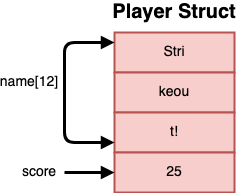 Player Struct
Stri
name[12]
keou
t!
score
25